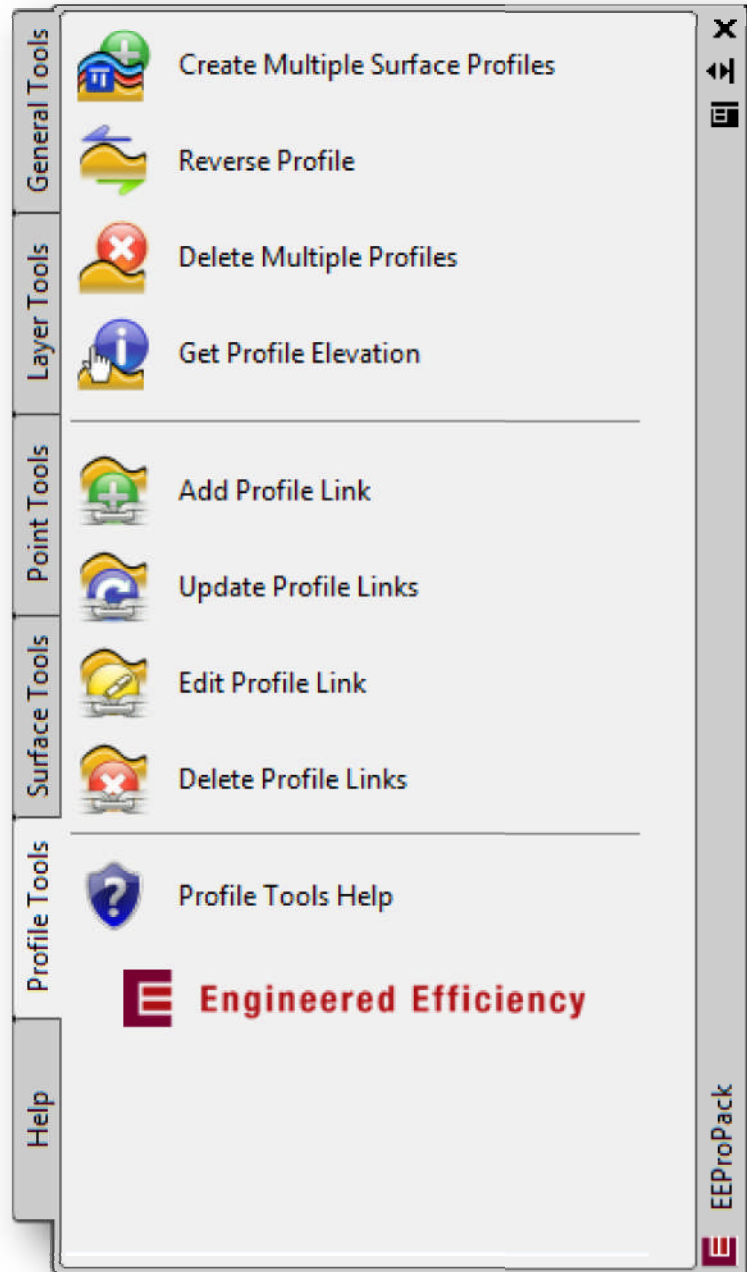 General Tools
Layer Tools
Point Tools
Surface Tools
Profile Tools
Help
Create Multiple Surface Profiles
Reverse Profile
Delete Multiple Profiles
Get Profile Elevation
Add Profile Link
Update Profile Links
Edit Profile Link
Delete Profile Links
Profile Tools Help
Engineered Efficiency
EEProPack